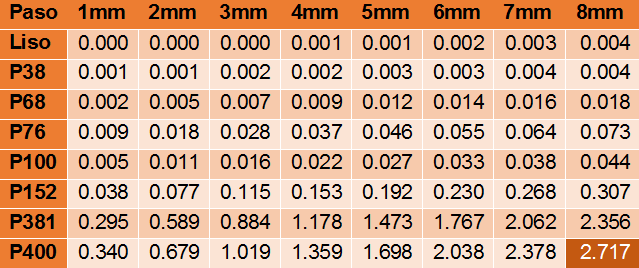 Paso 1mm 2mm 3mm 4mm 5mm 6mm 7mm 8mm
Liso 0.000 0.000 0.000 0.001 0.001 0.002 0.003 0.004
P38 0.001 0.001 0.002 0.002 0.003 0.003 0.004 0.004
P68 0.002 0.005 0.007 0.009 0.012 0.014 0.016 0.018
P76 0.009 0.018 0.028 0.037 0.046 0.055 0.064 0.073
P100 0.005 0.011 0.016 0.022 0.027 0.033 0.038 0.044
P152 0.038 0.077 0.115 0.153 0.192 0.230 0.268 0.307
P381 0.295 0.589 0.884 1.178 1.473 1.767 2.062 2.356
P400 0.340 0.679 1.019 1.359 1.698 2.038 2.378 2.717